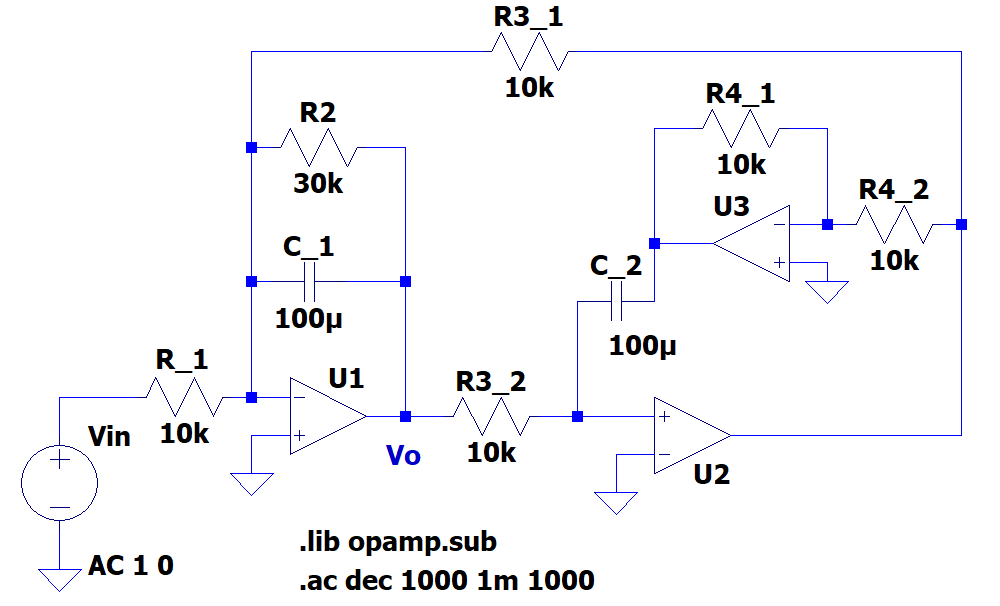 R3_1
10k
R4_1
10k
R2
30k
R4_2
10k
U3
C_1
100µ
C_2
100µ
R_1
10k
U1
R3_2
10k
Vin
Vo
U2
AC 1 0
.lib opamp.sub
.ac dec 1000 1m 1000